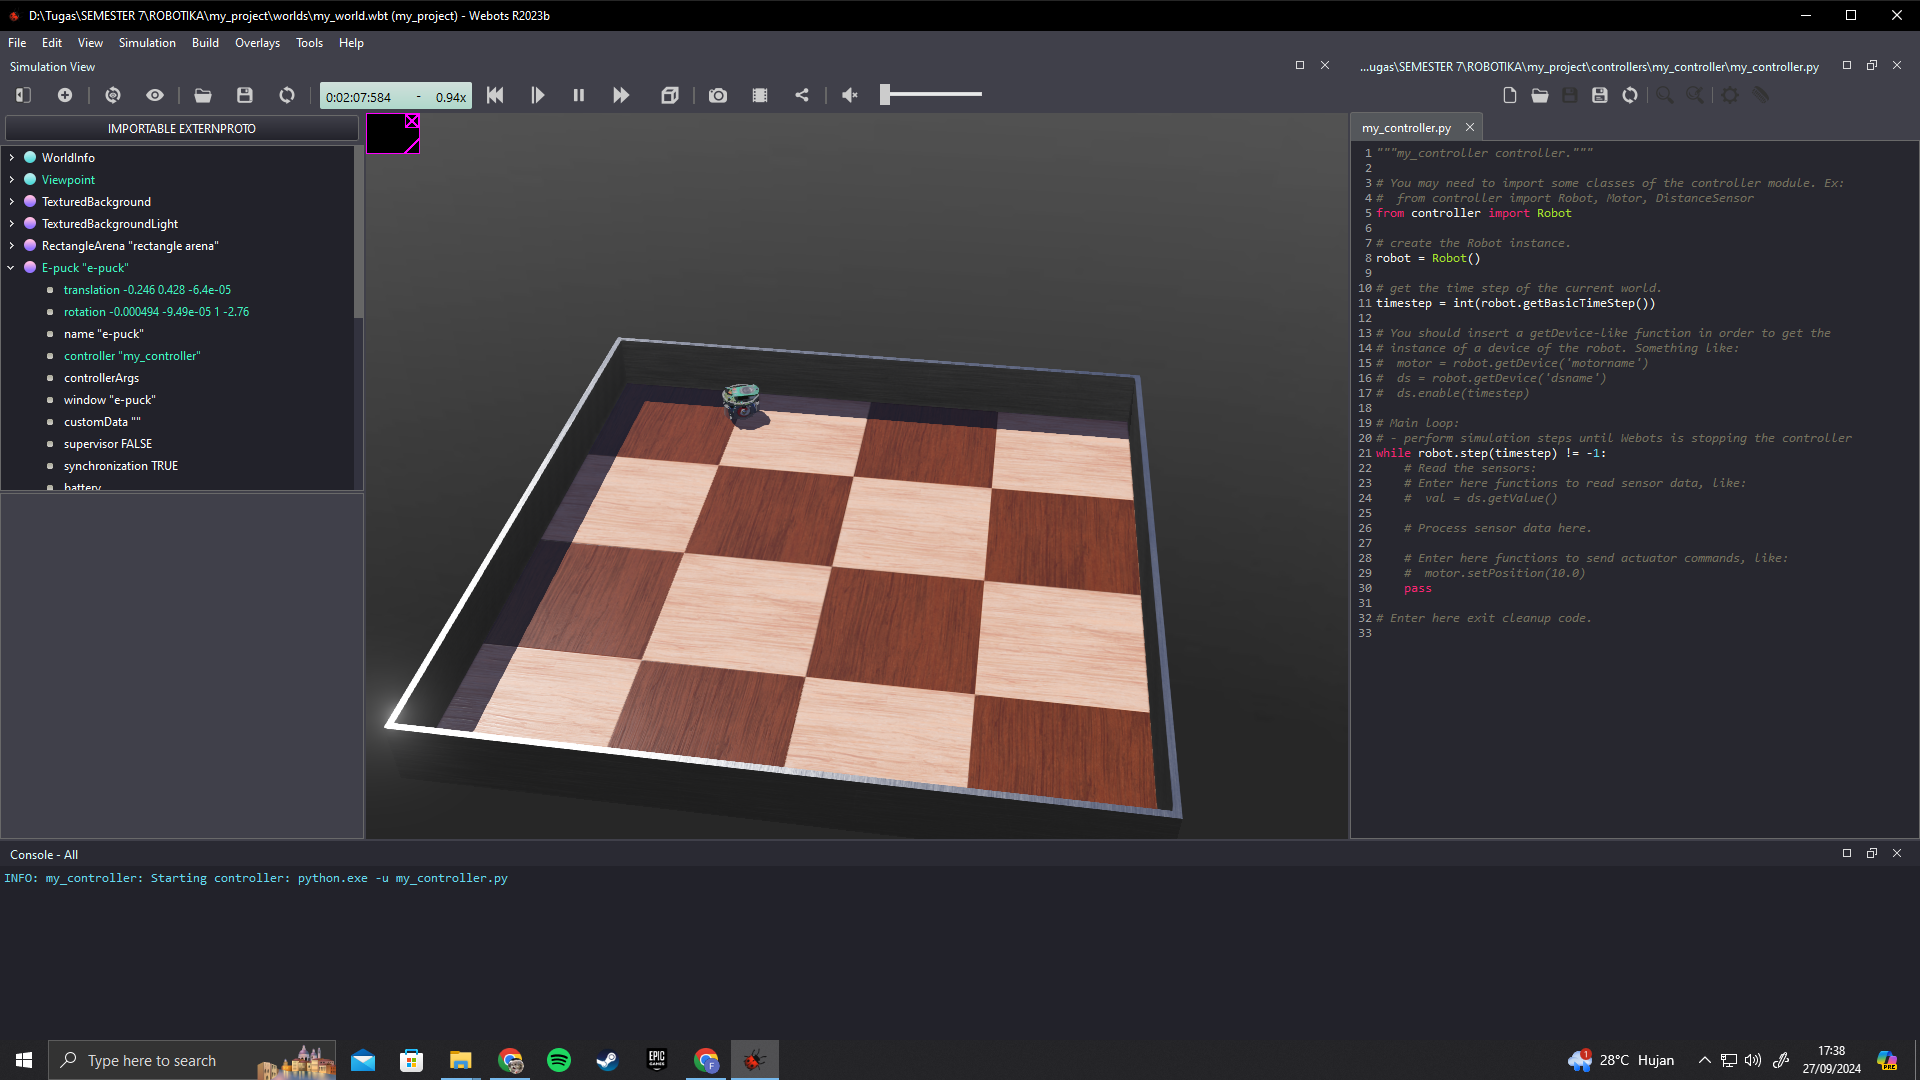 D:\Tugas\SEMESTER 7\ROBOTIKA\my_project\worlds\my_world.wbt (my_project) - Webots R2023b
File Edit View Simulation Build Overlays Tools Help
Simulation View
...ugas\SEMESTER 7\ROBOTIKA\my_project\controllers\my_controller\my_controller.py
0:02:07:584 - 0.94x
IMPORTABLE EXTERNPROTO
WorldInfo
Viewpoint
TexturedBackground
TexturedBackgroundLight
RectangleArena "rectangle arena"
E-puck "e-puck"
translation -0.246 0.428 -6.4e-05
rotation -0.000494 -9.49e-05 1 -2.76
name "e-puck"
controller "my_controller"
controllerArgs
window "e-puck"
customData ""
supervisor FALSE
synchronization TRUE
battery
my_controller.py
1 """my_controller controller."""
2
3 # You may need to import some classes of the controller module. Ex:
4 #  from controller import Robot, Motor, DistanceSensor
5 from controller import Robot
6
7 # create the Robot instance.
8 robot = Robot()
9
10 # get the time step of the current world.
11 timestep = int(robot.getBasicTimeStep())
12
13 # You should insert a getDevice-like function in order to get the
14 # instance of a device of the robot. Something like:
15 #  motor = robot.getDevice('motorname')
16 #  ds = robot.getDevice('dsname')
17 #  ds.enable(timestep)
18
19 # Main loop:
20 # - perform simulation steps until Webots is stopping the controller
21 while robot.step(timestep) != -1:
22     # Read the sensors:
23     # Enter here functions to read sensor data, like:
24     #  val = ds.getValue()
25
26     # Process sensor data here.
27
28     # Enter here functions to send actuator commands, like:
29     #  motor.setPosition(10.0)
30     pass
31
32 # Enter here exit cleanup code.
33
Console - All
INFO: my_controller: Starting controller: python.exe -u my_controller.py
Type here to search
EPIC
GAMES
F
1
28°C Hujan
17:38
27/09/2024
PRE